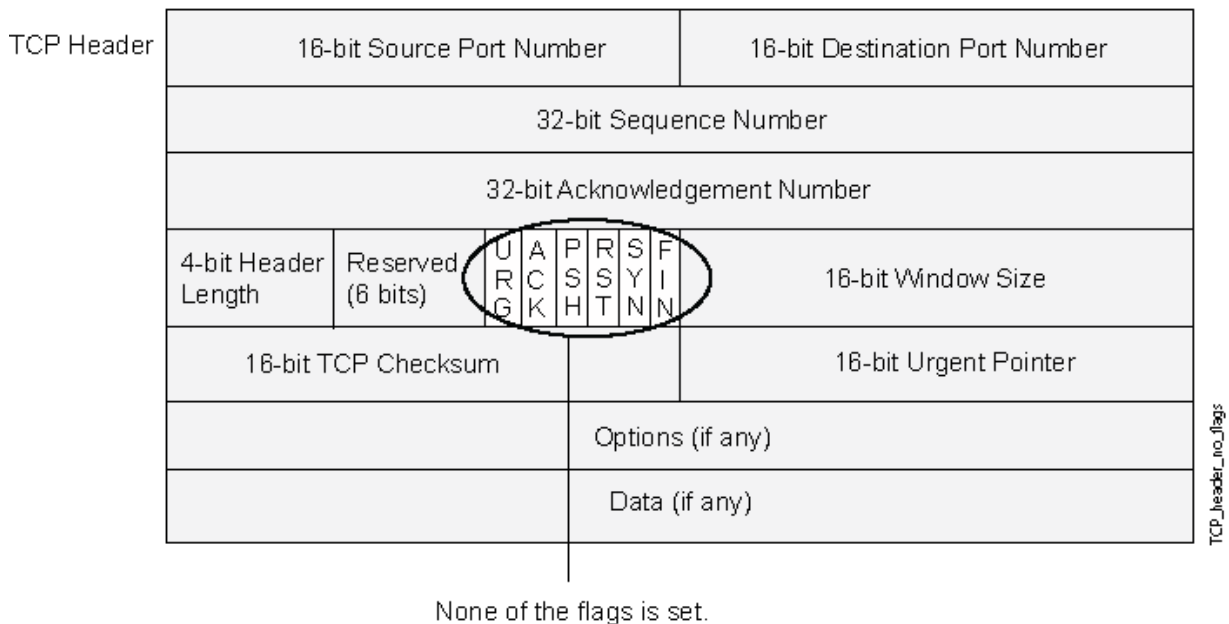 TCP Header
16-bit Source Port Number
16-bit Destination Port Number
32-bit Sequence Number
32-bit Acknowledgement Number
4-bit Header
Length
Reserved
(6 bits)
URG
ACK
PSH
RST
SYN
FIN
16-bit Window Size
16-bit TCP Checksum
16-bit Urgent Pointer
Options (if any)
Data (if any)
None of the flags is set.
TCP_header_no_flags